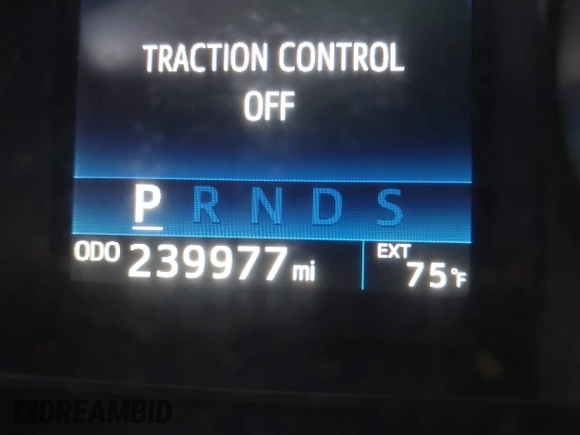 TRACTION CONTROL
OFF
P R N D S
ODO 239977 mi EXT 75 °F
DREAMBID